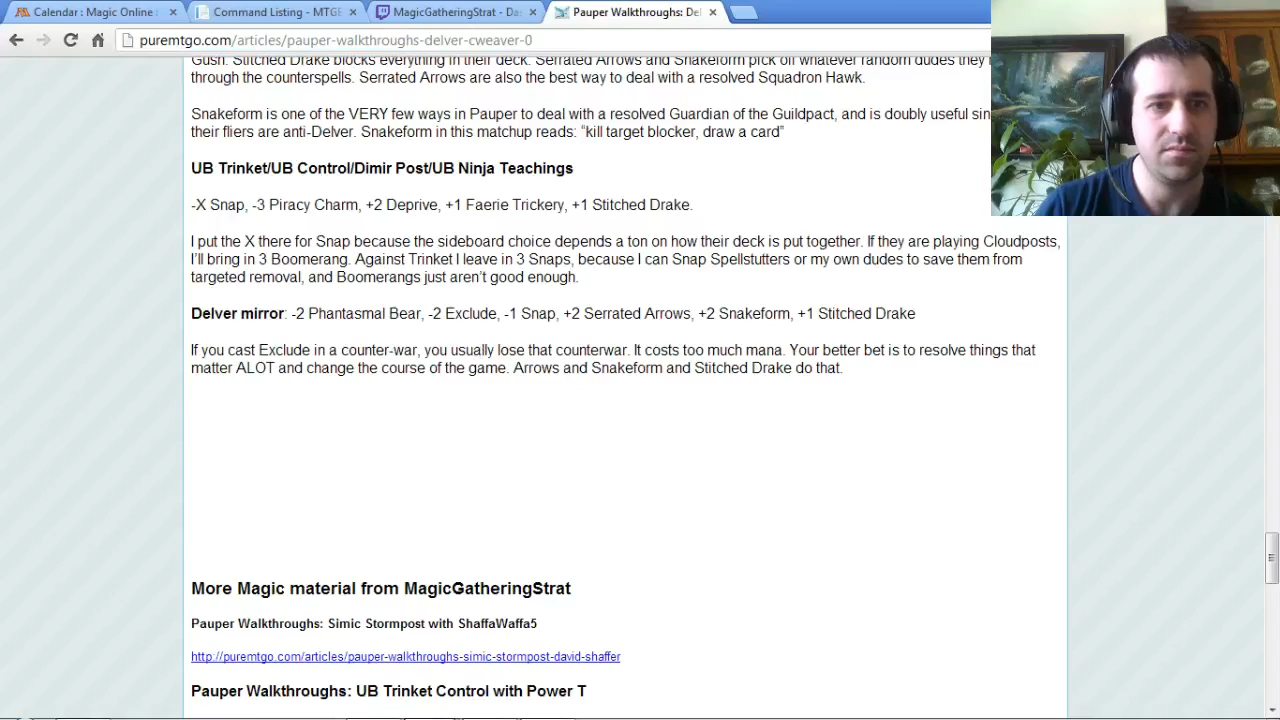 Calendar : Magic Online
Command Listing - MTGE
MagicGatheringStrat - Da
Pauper Walkthroughs: Del
puremtgo.com/articles/pauper-walkthroughs-delver-cweaver-0
Gush. Stitched Drake blocks everything in their deck. Serrated Arrows and Snakeform pick off whatever random dudes they
through the counterspells. Serrated Arrows are also the best way to deal with a resolved Squadron Hawk.
Snakeform is one of the VERY few ways in Pauper to deal with a resolved Guardian of the Guildpact, and is doubly useful sin
their fliers are anti-Delver. Snakeform in this matchup reads: “kill target blocker, draw a card”
UB Trinket/UB Control/Dimir Post/UB Ninja Teachings
-X Snap, -3 Piracy Charm, +2 Deprive, +1 Faerie Trickery, +1 Stitched Drake.
I put the X there for Snap because the sideboard choice depends a ton on how their deck is put together. If they are playing Cloudposts,
I’ll bring in 3 Boomerang. Against Trinket I leave in 3 Snaps, because I can Snap Spellstutters or my own dudes to save them from
targeted removal, and Boomerangs just aren’t good enough.
Delver mirror: -2 Phantasmal Bear, -2 Exclude, -1 Snap, +2 Serrated Arrows, +2 Snakeform, +1 Stitched Drake
If you cast Exclude in a counter-war, you usually lose that counterwar. It costs too much mana. Your better bet is to resolve things that
matter ALOT and change the course of the game. Arrows and Snakeform and Stitched Drake do that.
More Magic material from MagicGatheringStrat
Pauper Walkthroughs: Simic Stormpost with ShaffaWaffa5
http://puremtgo.com/articles/pauper-walkthroughs-simic-stormpost-david-shaffer
Pauper Walkthroughs: UB Trinket Control with Power T